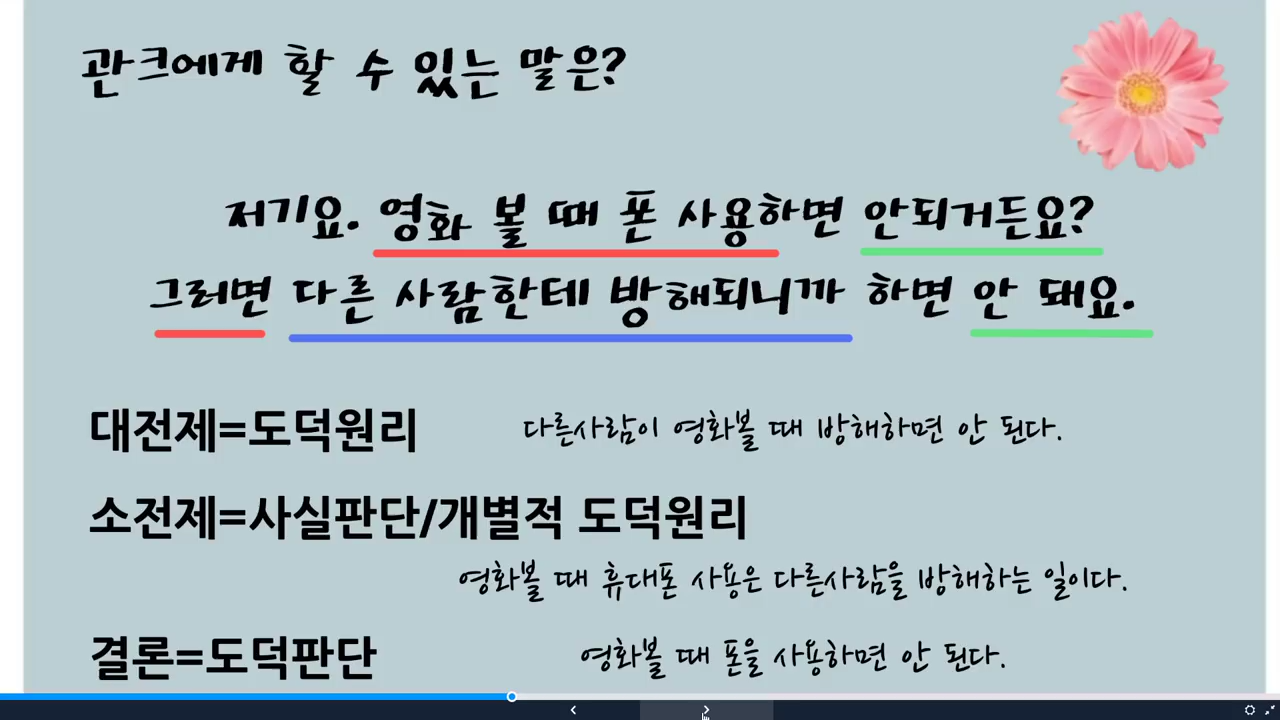 관크에게 할 수 있는 말은?
저기요. 영화 볼 때 폰 사용하면 안되거든요?
그러면 다른 사람한테 방해되니까 하면 안 돼요.
대전제=도덕원리 다른사람이 영화볼 때 방해하면 안 된다.
소전제=사실판단/개별적 도덕원리
영화볼 때 휴대폰 사용은 다른사람을 방해하는 일이다.
결론=도덕판단 영화볼 때 폰을 사용하면 안 된다.